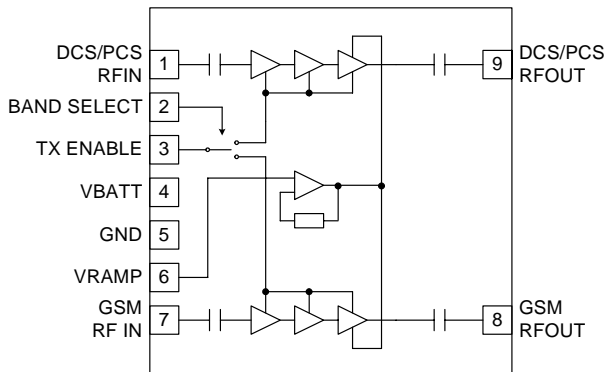 DCS/PCS
RFIN
1
BAND SELECT
2
TX ENABLE
3
VBATT
4
GND
5
VRAMP
6
GSM
RF IN
7
9
DCS/PCS
RFOUT
8
GSM
RFOUT